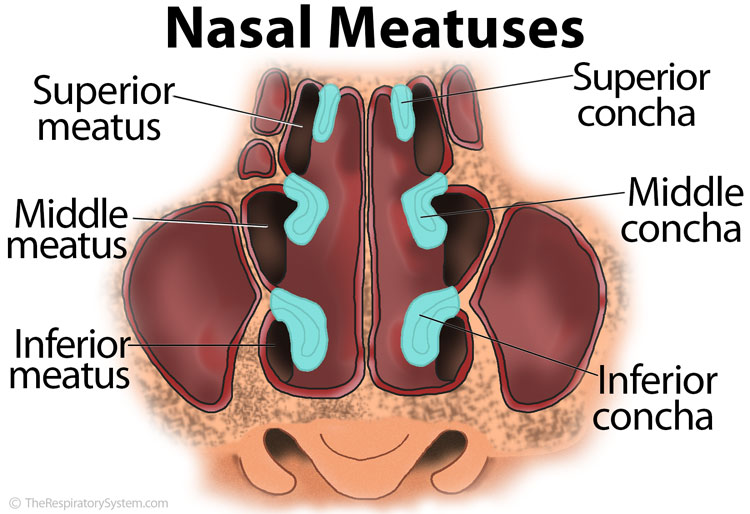 Nasal Meatuses
Superior
meatus
Superior
concha
Middle
meatus
Middle
concha
Inferior
meatus
Inferior
concha
© TheRespiratorySystem.com